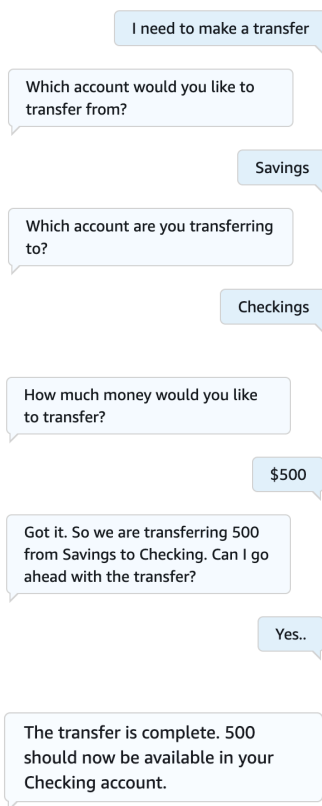 I need to make a transfer
Which account would you like to
transfer from?
Savings
Which account are you transferring
to?
Checkings
How much money would you like
to transfer?
$500
Got it. So we are transferring 500
from Savings to Checking. Can I go
ahead with the transfer?
Yes..
The transfer is complete. 500
should now be available in your
Checking account.